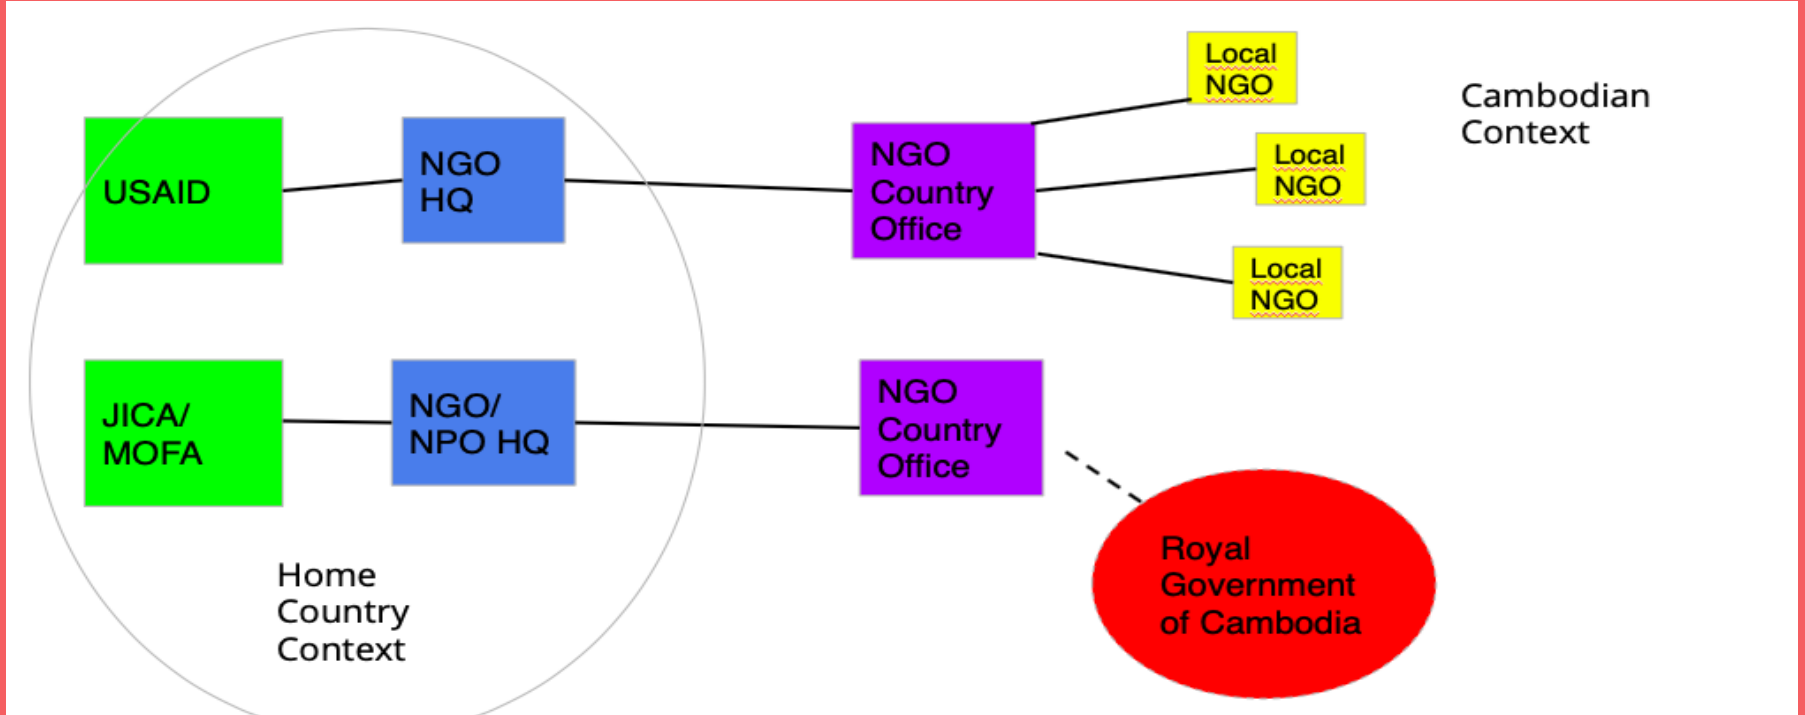 USAID
NGO
HQ
NGO
Country
Office
Local
NGO
Local
NGO
Local
NGO
Cambodian
Context
JICA/
MOFA
NGO/
NPO HQ
NGO
Country
Office
Royal
Government
of Cambodia
Home
Country
Context